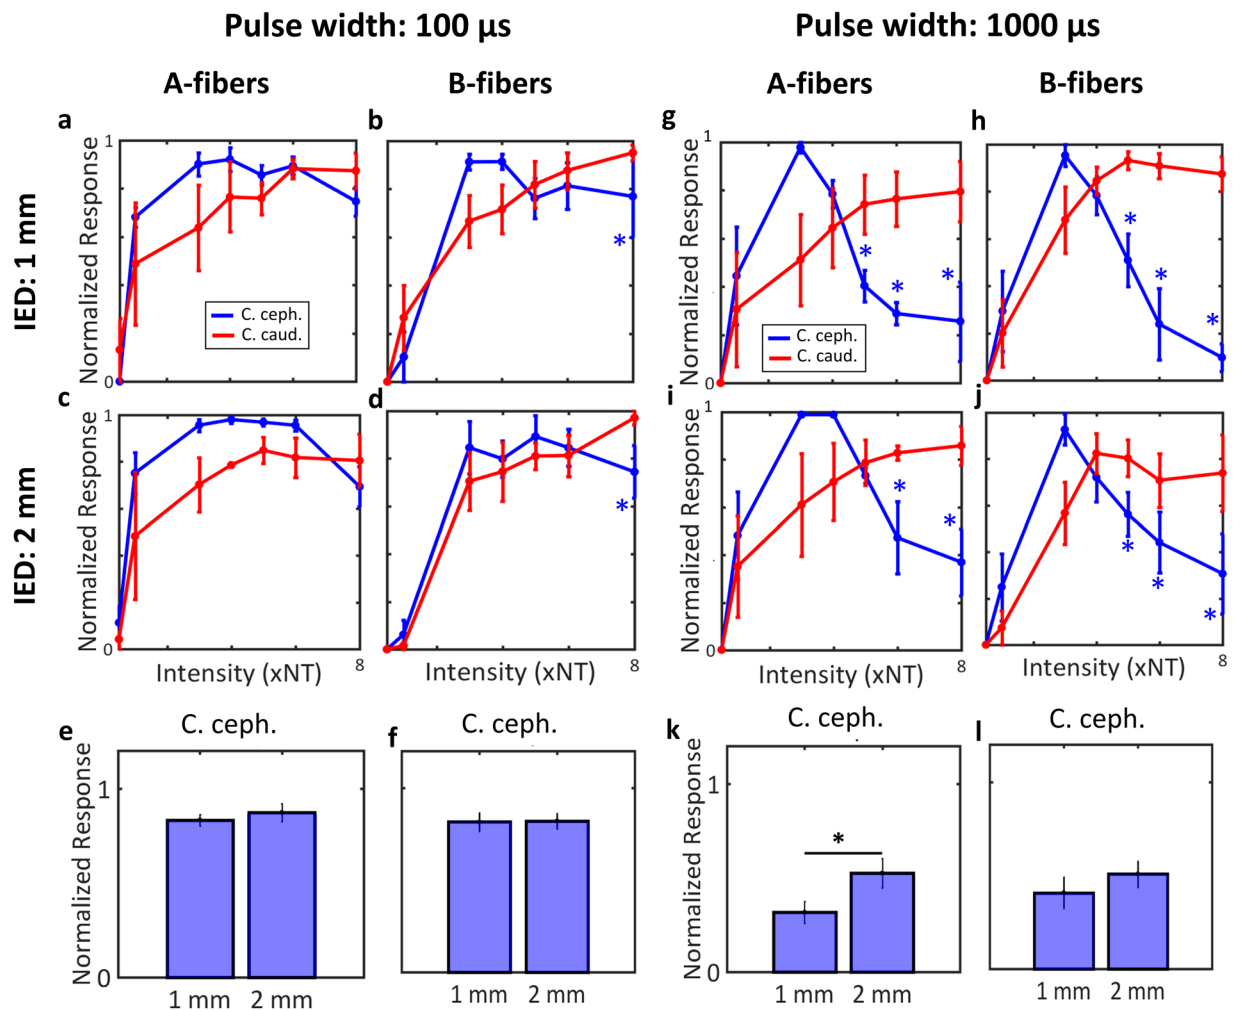 Pulse width: 100 µs
Pulse width: 1000 µs
A-fibers
B-fibers
A-fibers
B-fibers
IED: 1 mm
a
Normalized Response
1
0
C. ceph.
C. caud.
b
*
g
Normalized Response
1
0
C. ceph.
C. caud.
*
*
*
h
*
*
*
IED: 2 mm
c
Normalized Response
1
0
Intensity (xNT)
8
d
*
Intensity (xNT)
8
i
Normalized Response
1
0
*
*
Intensity (xNT)
8
j
*
*
*
Intensity (xNT)
8
e
C. ceph.
Normalized Response
1
0
1 mm
2 mm
f
C. ceph.
1 mm
2 mm
k
C. ceph.
Normalized Response
1
0
*
1 mm
2 mm
l
C. ceph.
1 mm
2 mm